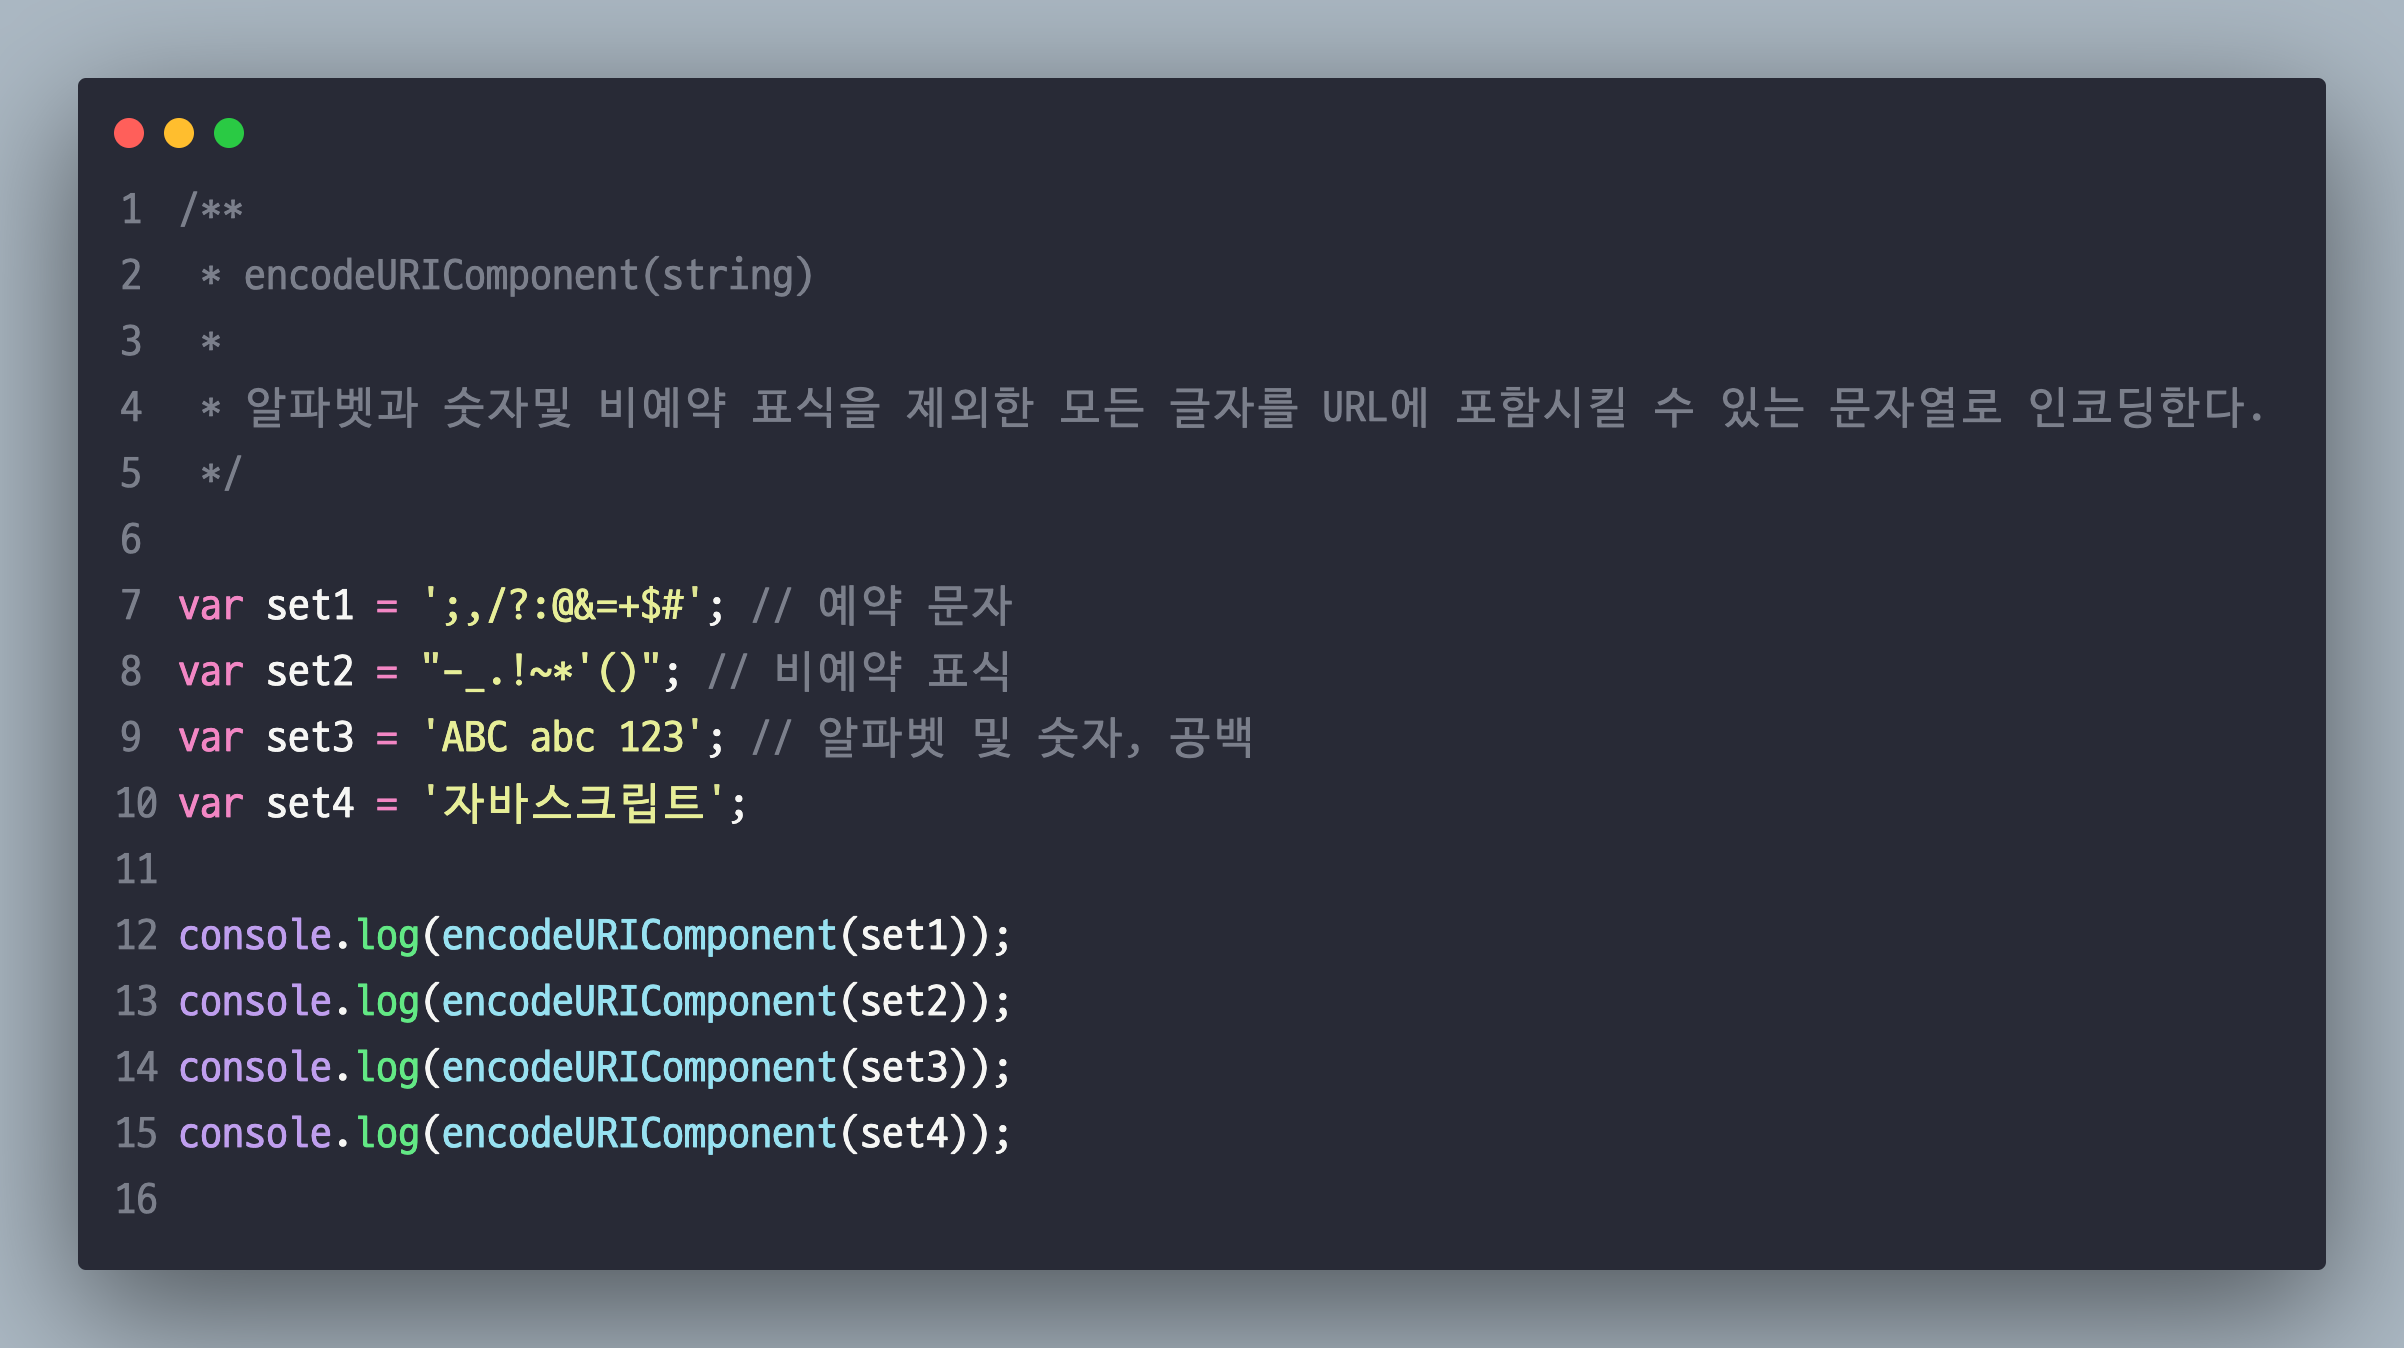 1 /**
2  * encodeURIComponent(string)
3  *
4  * 알파벳과 숫자및 비예약 표식을 제외한 모든 글자를 URL에 포함시킬 수 있는 문자열로 인코딩한다.
5  */
6
7 var set1 = ';,/?:@&=+$#'; // 예약 문자
8 var set2 = "-_.!~*'()"; // 비예약 표식
9 var set3 = 'ABC abc 123'; // 알파벳 및 숫자, 공백
10 var set4 = '자바스크립트';
11
12 console.log(encodeURIComponent(set1));
13 console.log(encodeURIComponent(set2));
14 console.log(encodeURIComponent(set3));
15 console.log(encodeURIComponent(set4));
16